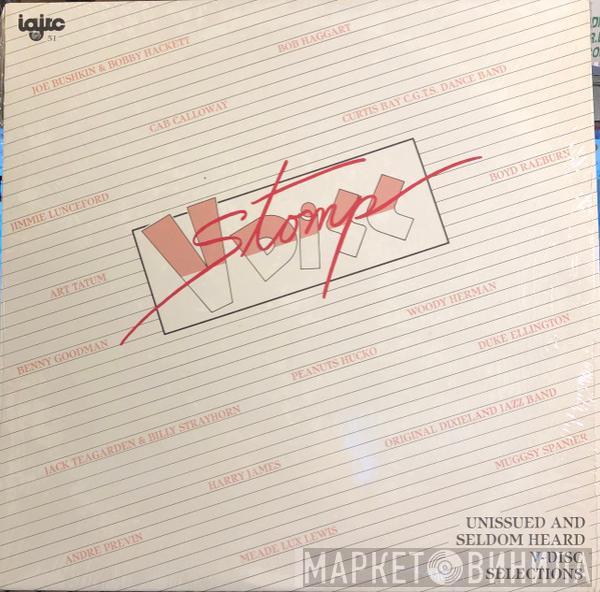 iajrc
51
JOE BUSHKIN & BOBBY HACKETT
BOB HAGGART
CAB CALLOWAY
CURTIS BAY C.G.T.S. DANCE BAND
BOYD RAEBURN
JIMMIE LUNCEFORD
V Disc
Stomp
ART TATUM
WOODY HERMAN
BENNY GOODMAN
PEANUTS HUCKO
DUKE ELLINGTON
JACK TEAGARDEN & BILLY STRAYHORN
ORIGINAL DIXIELAND JAZZ BAND
HARRY JAMES
MUGGSY SPANIER
ANDRE PREVIN
MEADE LUX LEWIS
UNISSUED AND
SELDOM HEARD
V-DISC
SELECTIONS
МАРКЕТ ВИНИЛА